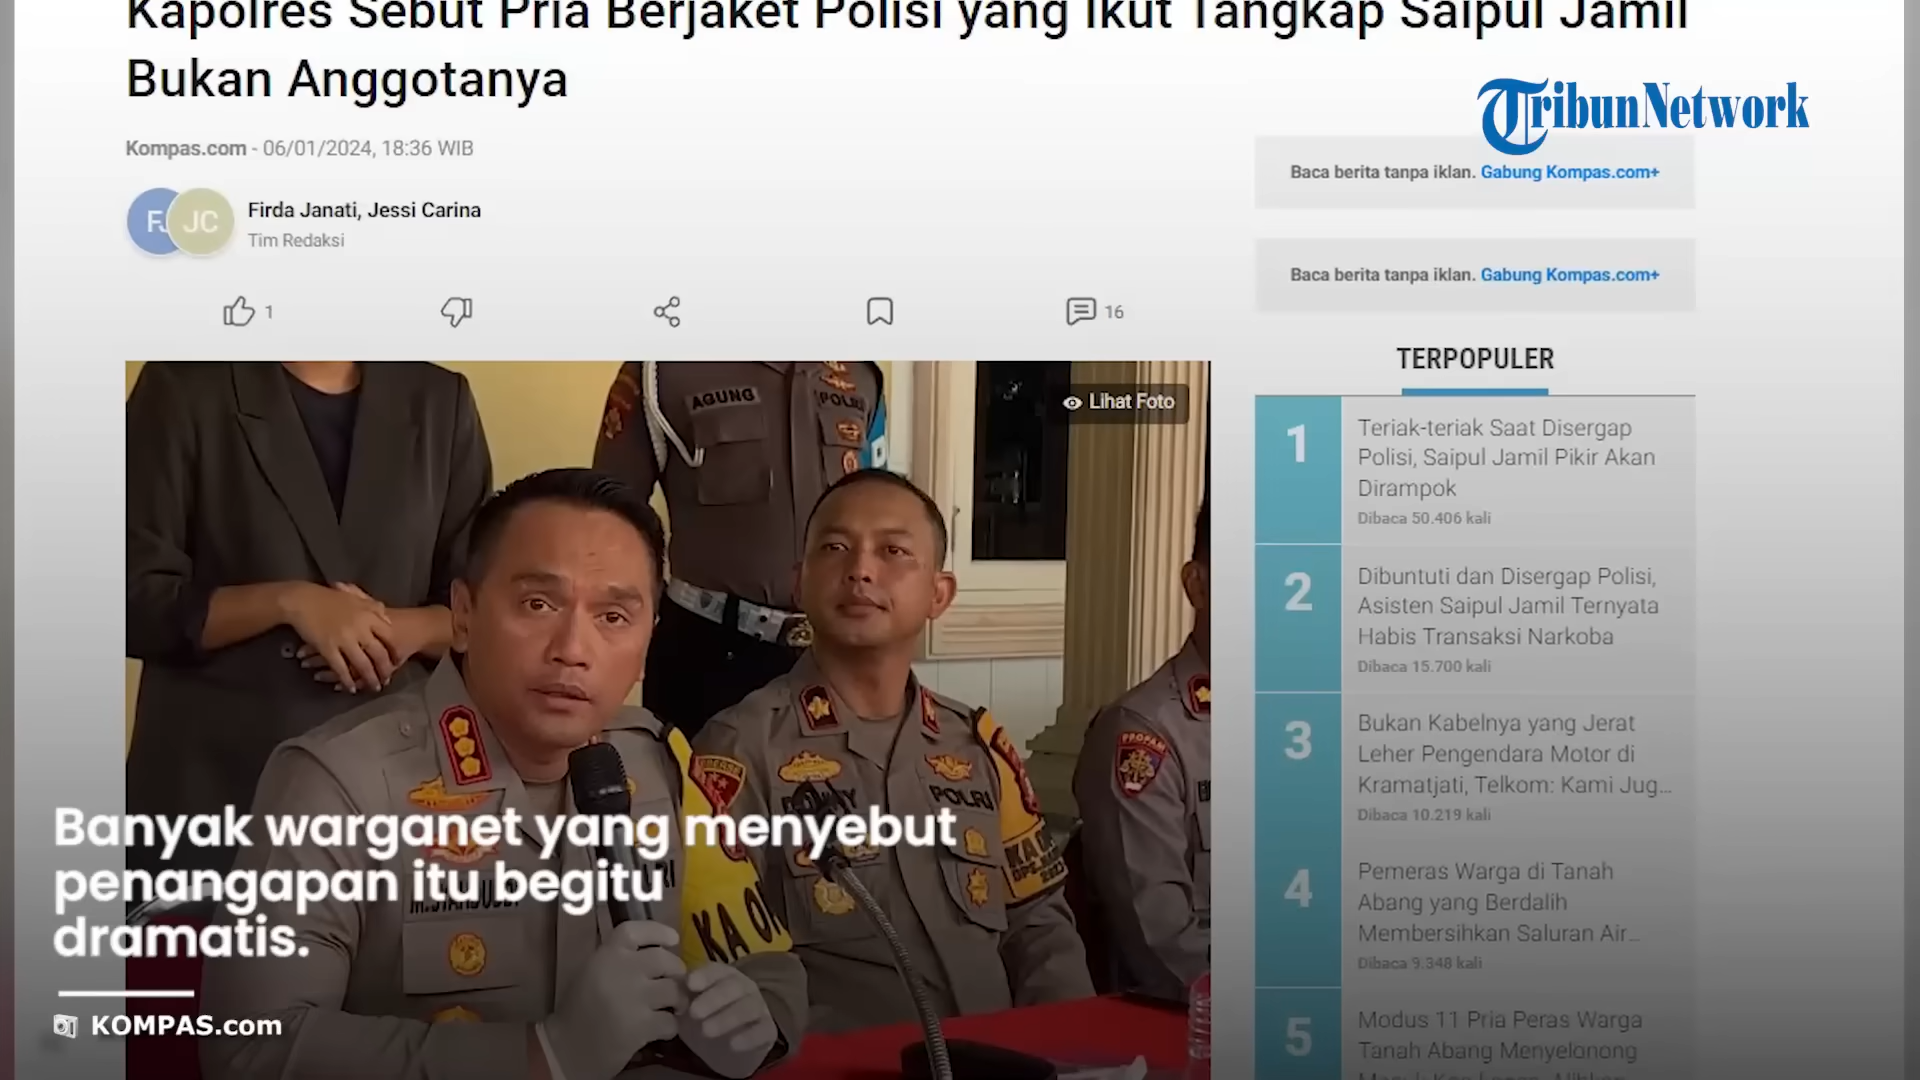 Kapolres Sebut Pria Berjaket Polisi yang Ikut Tangkap Saipul Jamil
Bukan Anggotanya
TribunNetwork
Kompas.com - 06/01/2024, 18:36 WIB
FJ JC
Firda Janati, Jessi Carina
Tim Redaksi
1
16
Baca berita tanpa iklan. Gabung Kompas.com+
Baca berita tanpa iklan. Gabung Kompas.com+
AGUNG
POLRI
Lihat Foto
PROPAM
POLRI
KA
Banyak warganet yang menyebut
penangapan itu begitu
dramatis.
KOMPAS.com
TERPOPULER
1
Teriak-teriak Saat Disergap
Polisi, Saipul Jamil Pikir Akan
Dirampok
Dibaca 50.406 kali
2
Dibuntuti dan Disergap Polisi,
Asisten Saipul Jamil Ternyata
Habis Transaksi Narkoba
Dibaca 15.700 kali
3
Bukan Kabelnya yang Jerat
Leher Pengendara Motor di
Kramatjati, Telkom: Kami Jug...
Dibaca 10.219 kali
4
Pemeras Warga di Tanah
Abang yang Berdalih
Membersihkan Saluran Air...
Dibaca 9.348 kali
5
Modus 11 Pria Peras Warga
Tanah Abang Menyelonong